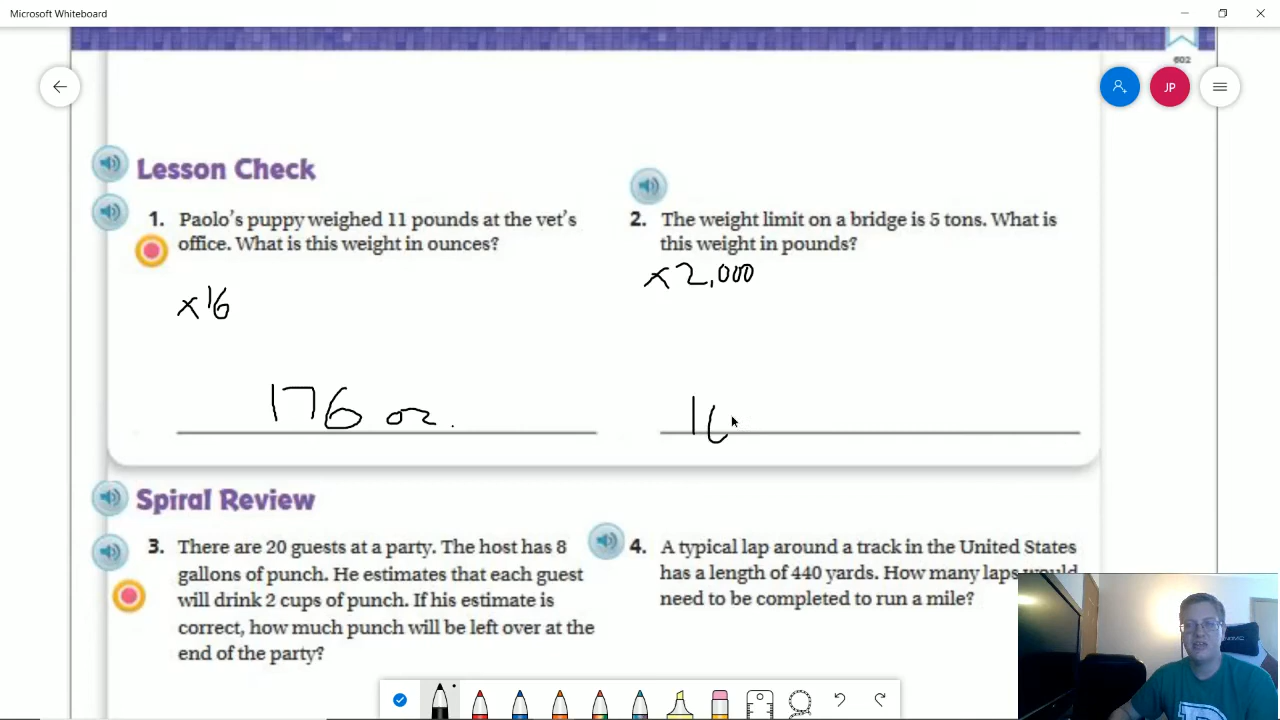 Microsoft Whiteboard
602
JP
Lesson Check
1. Paolo's puppy weighed 11 pounds at the vet's
office. What is this weight in ounces?
x16
176 oz.
2. The weight limit on a bridge is 5 tons. What is
this weight in pounds?
x2,000
10
Spiral Review
3. There are 20 guests at a party. The host has 8
gallons of punch. He estimates that each guest
will drink 2 cups of punch. If his estimate is
correct, how much punch will be left over at the
end of the party?
4. A typical lap around a track in the United States
has a length of 440 yards. How many laps would
need to be completed to run a mile?